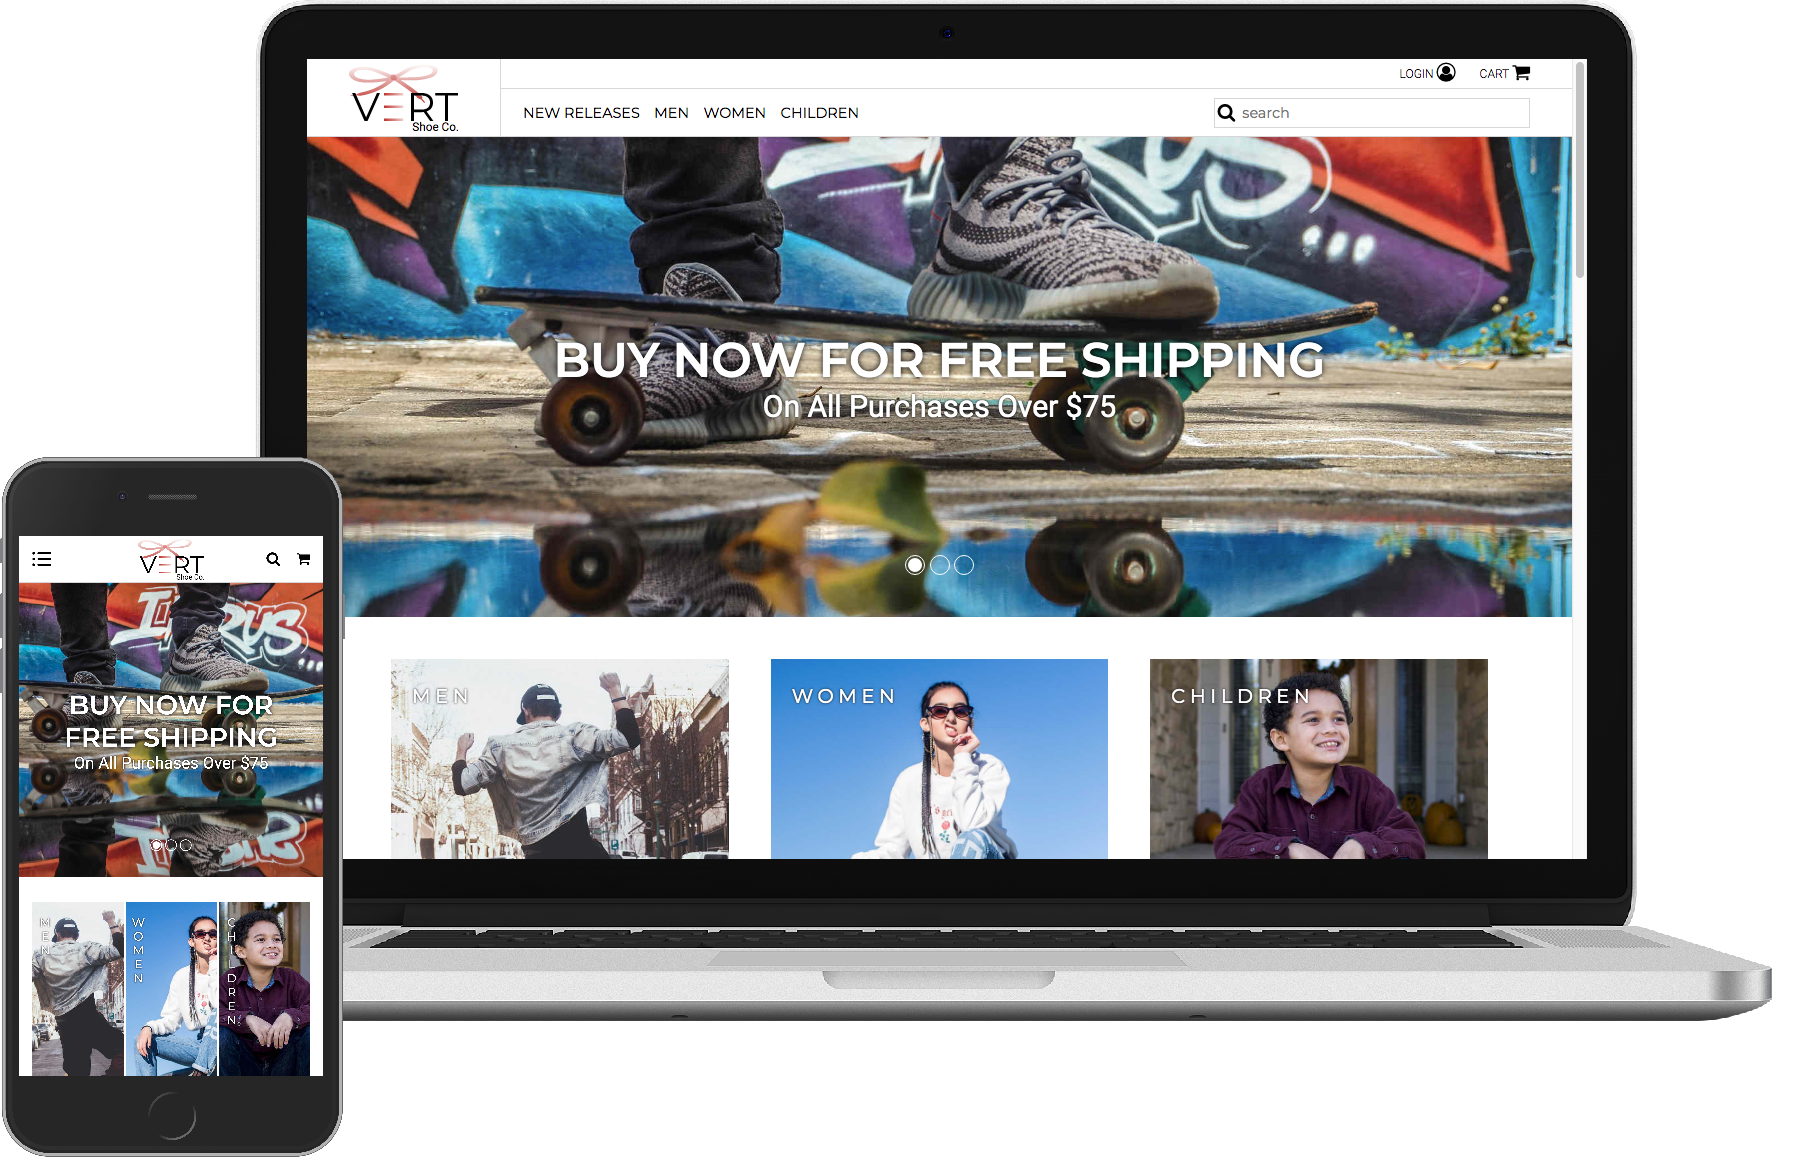 VERT
Shoe Co.
LOGIN
CART
NEW RELEASES MEN WOMEN CHILDREN
search
BUY NOW FOR FREE SHIPPING
On All Purchases Over $75
MEN
WOMEN
CHILDREN
VERT
Shoe Co.
BUY NOW FOR
FREE SHIPPING
On All Purchases Over $75
MEN
WOMEN
CHILDREN